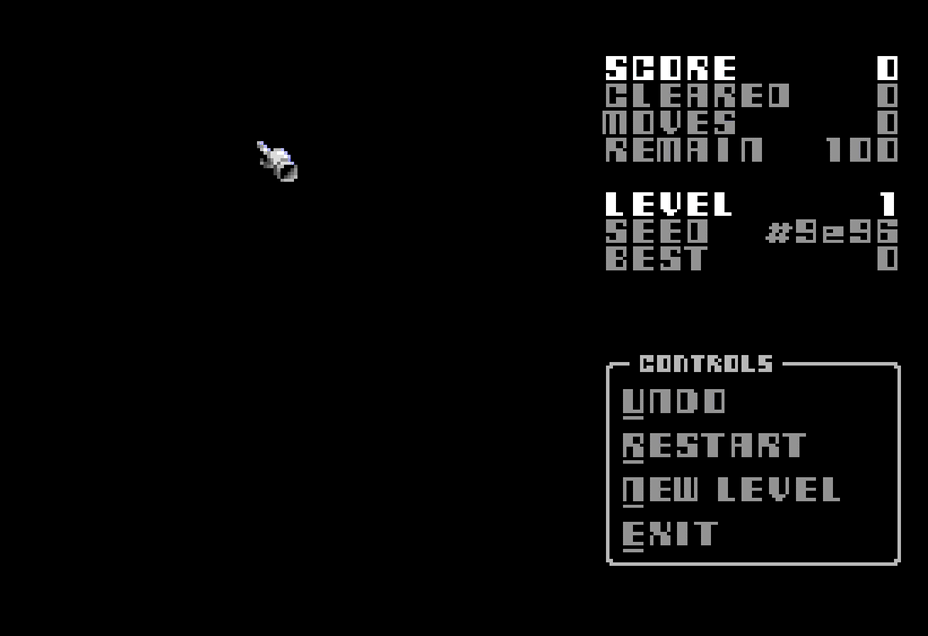 SCORE 0
CLEARED 0
MOVES 0
REMAIN 100
LEVEL 1
SEED #9e96
BEST 0
CONTROLS
UNDO
RESTART
NEW LEVEL
EXIT